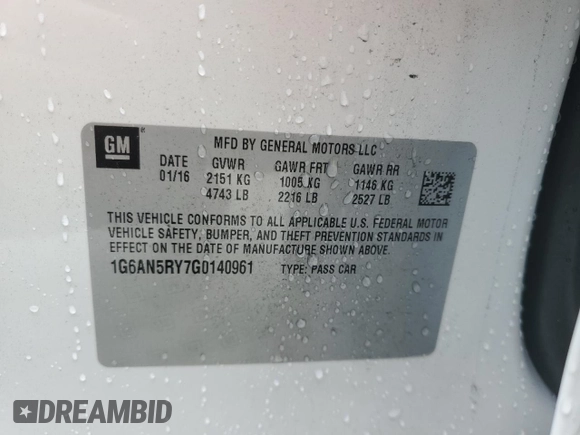 GM
MFD BY GENERAL MOTORS LLC
DATE GVWR GAWR FRT GAWR RR
01/16 2151 KG 1005 KG 1146 KG
4743 LB 2216 LB 2527 LB
THIS VEHICLE CONFORMS TO ALL APPLICABLE U.S. FEDERAL MOTOR
VEHICLE SAFETY, BUMPER, AND THEFT PREVENTION STANDARDS IN
EFFECT ON THE DATE OF MANUFACTURE SHOWN ABOVE.
1G6AN5RY7G0140961 TYPE: PASS CAR
DREAMBID